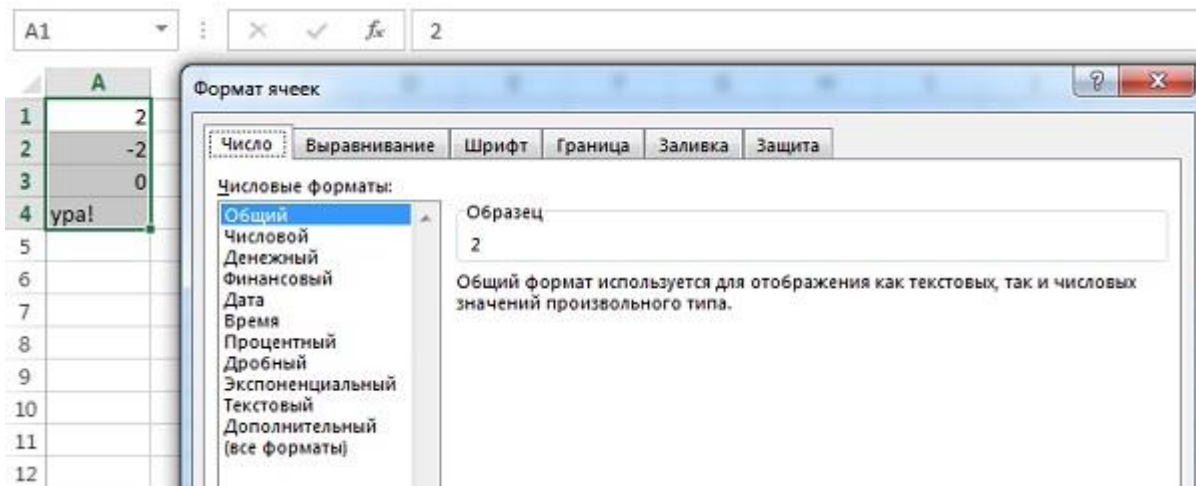 A1 fx 2
A
1 2
2 -2
3 0
4 ура!
5
6
7
8
9
10
11
12
Формат ячеек
Число Выравнивание Шрифт Граница Заливка Защита
Числовые форматы:
Общий
Числовой
Денежный
Финансовый
Дата
Время
Процентный
Дробный
Экспоненциальный
Текстовый
Дополнительный
(все форматы)
Образец
2
Общий формат используется для отображения как текстовых, так и числовых
значений произвольного типа.